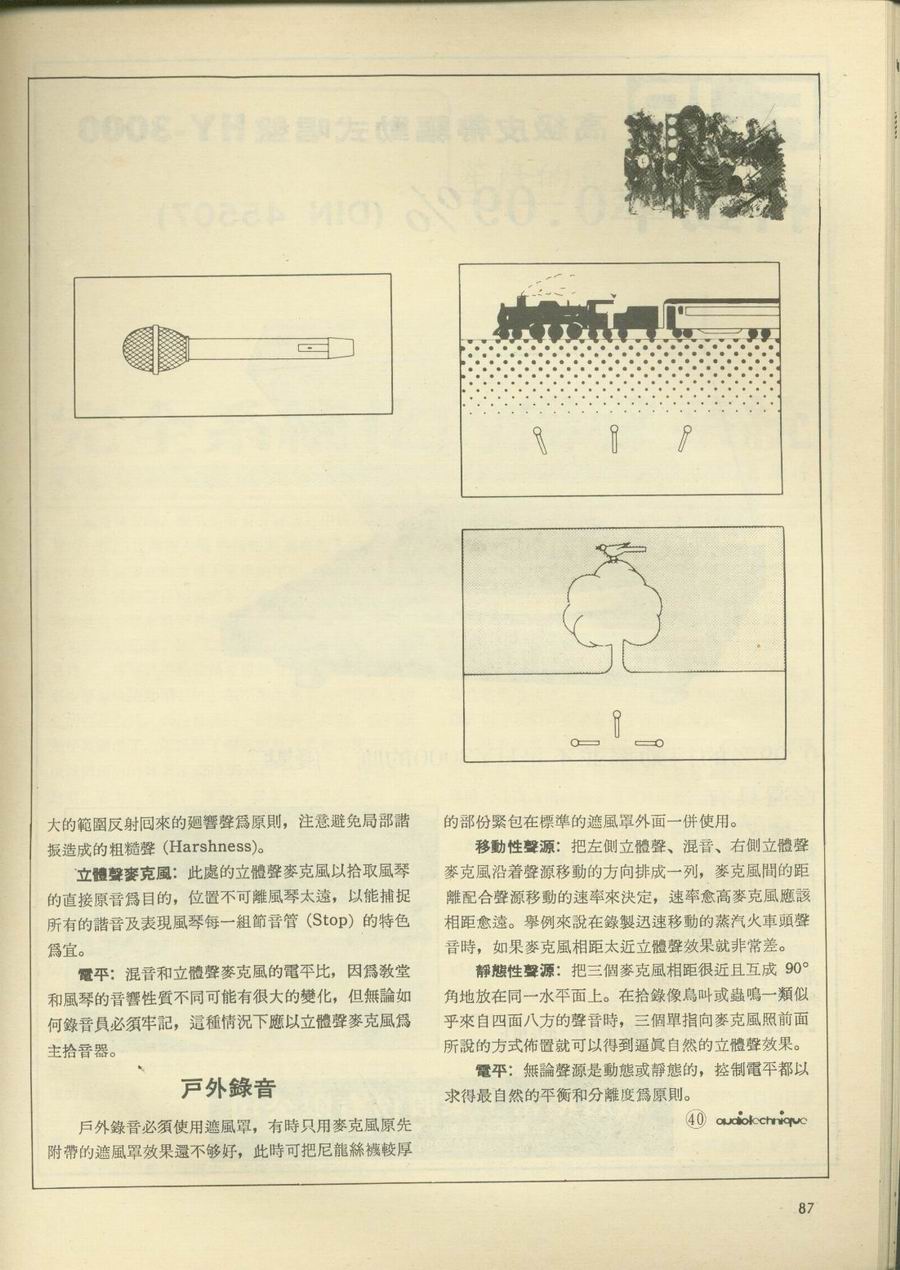 大的範圍反射囘來的廻響聲爲原則，注意避免局部諧
振造成的粗糙聲 (Harshness)。
立體聲麥克風：此處的立體聲麥克風以拾取風琴
的直接原音爲目的，位置不可離風琴太遠，以能捕捉
所有的諧音及表現風琴每一組節音管 (Stop) 的特色
爲宜。
電平：混音和立體聲麥克風的電平比，因爲教堂
和風琴的音響性質不同可能有很大的變化，但無論如
何錄音員必須牢記，這種情況下應以立體聲麥克風爲
主拾音器。
戶外錄音
戶外錄音必須使用遮風罩，有時只用麥克風原先
附帶的遮風罩效果還不够好，此時可把尼龍絲襪較厚
的部份緊包在標準的遮風罩外面一併使用。
移動性聲源：把左側立體聲、混音、右側立體聲
麥克風沿着聲源移動的方向排成一列，麥克風間的距
離配合聲源移動的速率來決定，速率愈高麥克風應該
相距愈遠。舉例來說在錄製迅速移動的蒸汽火車頭聲
音時，如果麥克風相距太近立體聲效果就非常差。
靜態性聲源：把三個麥克風相距很近且互成 90°
角地放在同一水平面上。在拾錄像鳥叫或蟲鳴一類似
乎來自四面八方的聲音時，三個單指向麥克風照前面
所說的方式佈置就可以得到逼眞自然的立體聲效果。
電平：無論聲源是動態或靜態的，控制電平都以
求得最自然的平衡和分離度爲原則。
㊵ audiotechnique
87